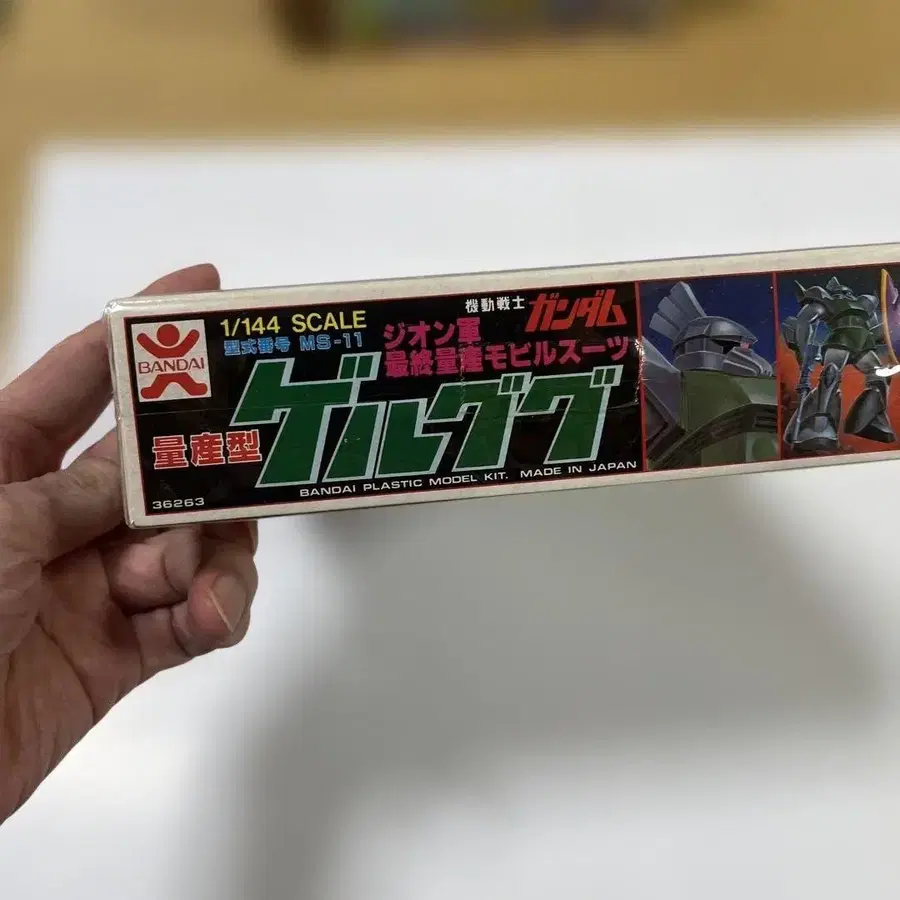 BANDAI
1/144 SCALE
型式番号 MS-11
機動戦士 ガンダム
ジオン軍
最終量産モビルスーツ
量産型
ゲルググ
BANDAI PLASTIC MODEL KIT. MADE IN JAPAN
36263